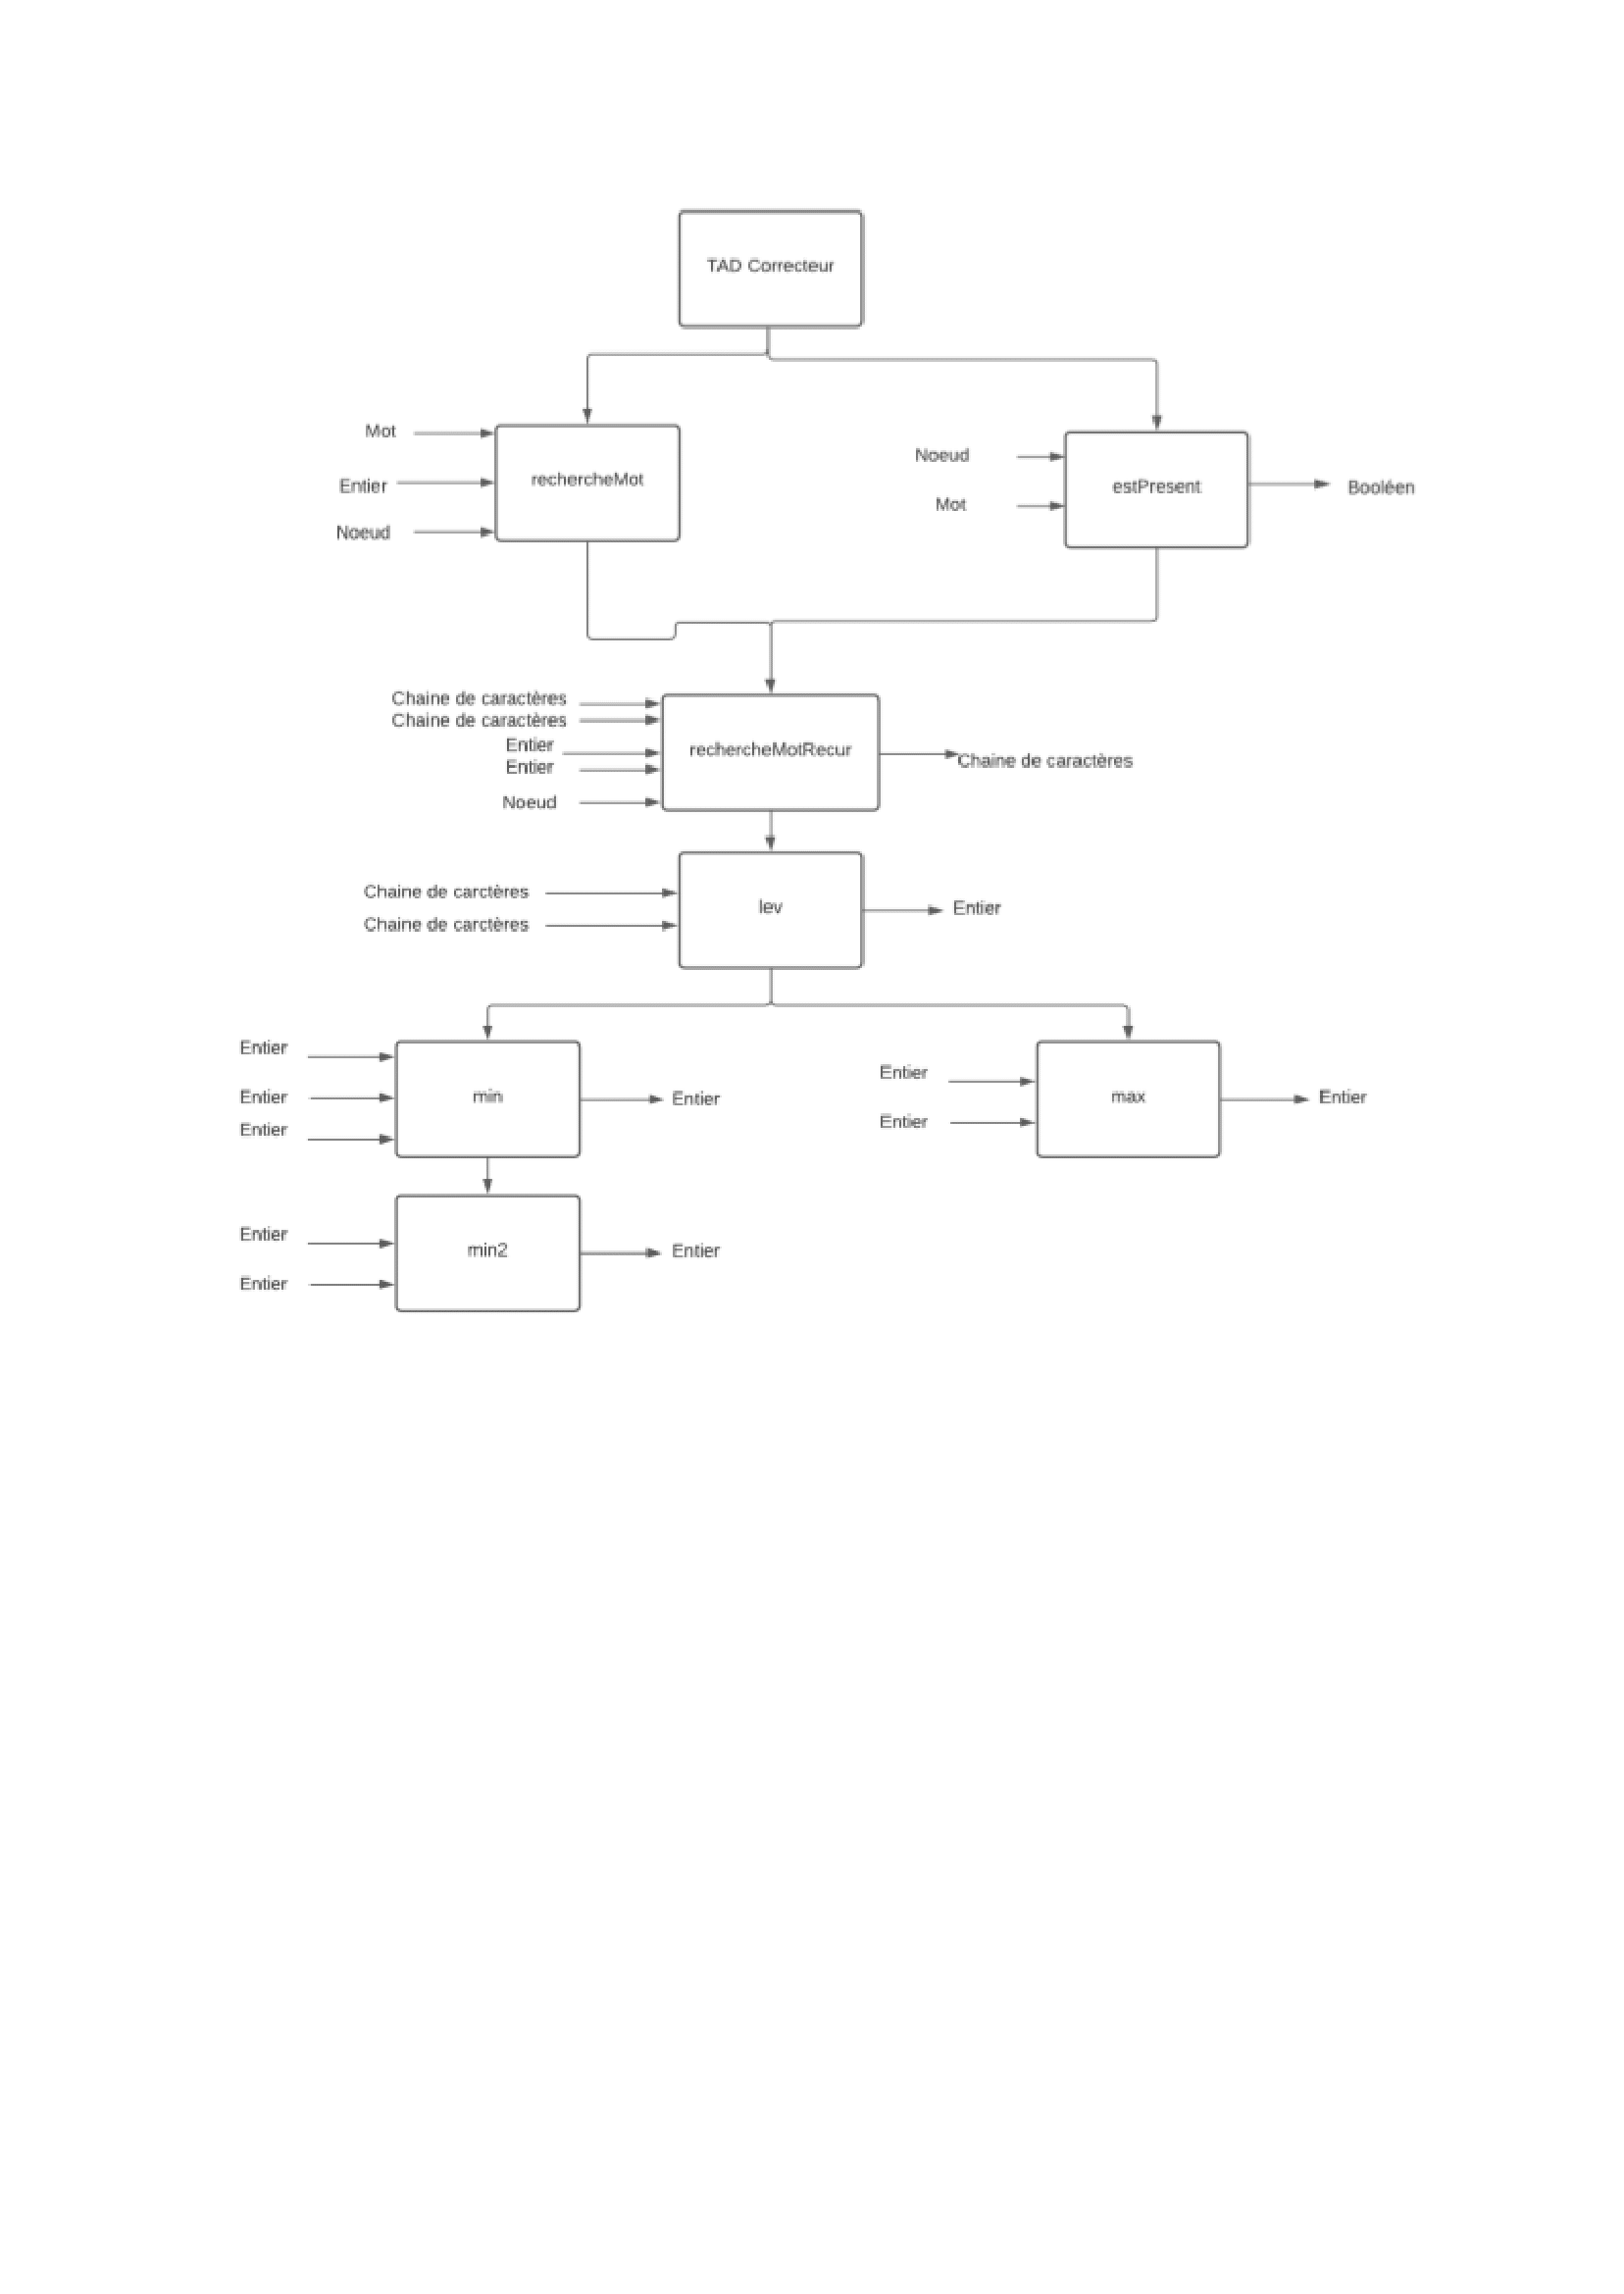 TAD Correcteur
Mot
Entier
Noeud
rechercheMot
Noeud
Mot
estPresent
Booléen
Chaine de caractères
Chaine de caractères
Entier
Entier
Noeud
rechercheMotRecur
Chaine de caractères
Chaine de carctères
Chaine de carctères
lev
Entier
Entier
Entier
Entier
min
Entier
Entier
Entier
max
Entier
Entier
Entier
min2
Entier